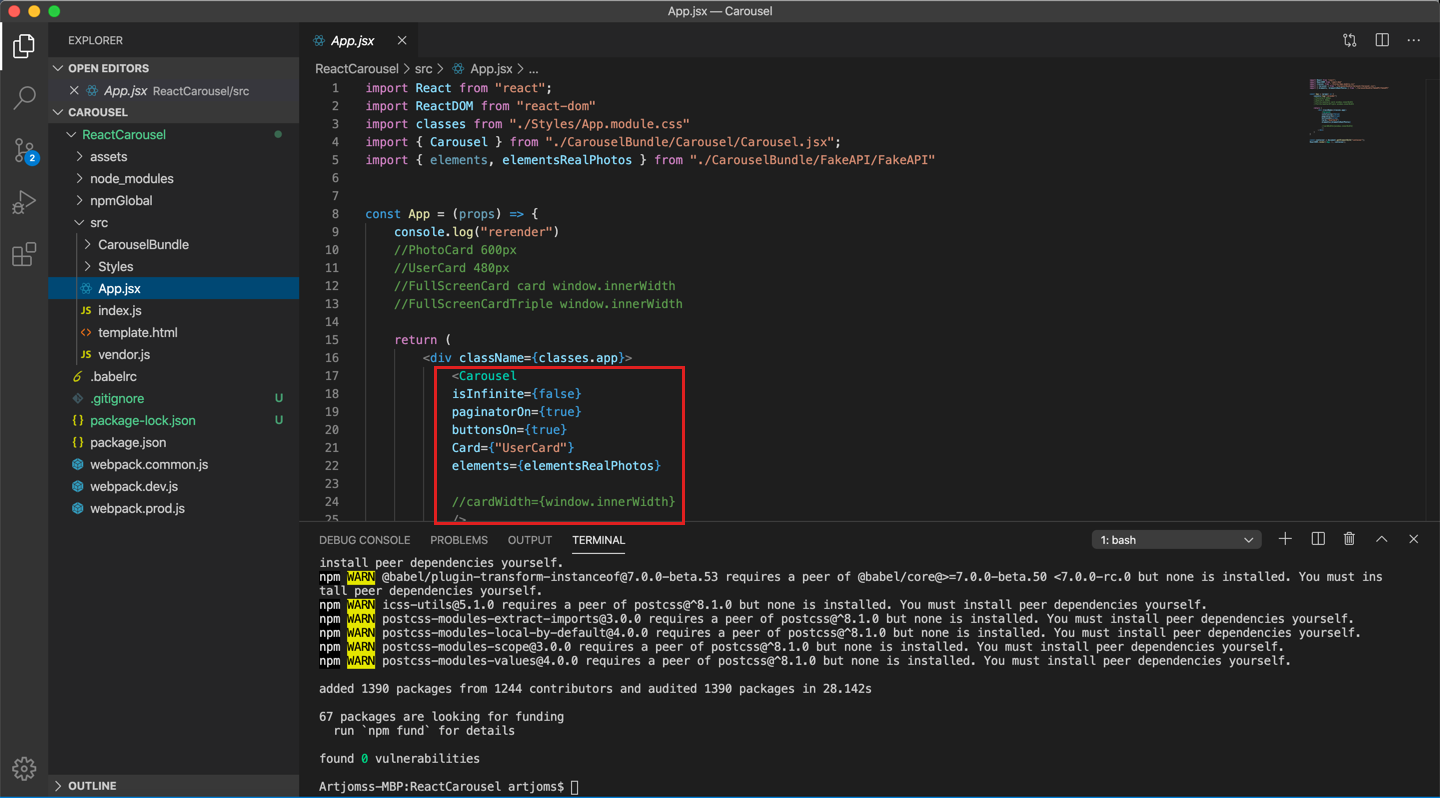 App.jsx — Carousel
EXPLORER
OPEN EDITORS
App.jsx ReactCarousel/src
CAROUSEL
ReactCarousel
assets
node_modules
npmGlobal
src
CarouselBundle
Styles
App.jsx
JS index.js
<> template.html
JS vendor.js
.babelrc
.gitignore U
{} package-lock.json U
{} package.json
webpack.common.js
webpack.dev.js
webpack.prod.js
OUTLINE
2
App.jsx
ReactCarousel > src > App.jsx > ...
1 import React from "react";
2 import ReactDOM from "react-dom"
3 import classes from "./Styles/App.module.css"
4 import { Carousel } from "./CarouselBundle/Carousel/Carousel.jsx";
5 import { elements, elementsRealPhotos } from "./CarouselBundle/FakeAPI/FakeAPI"
6
7
8 const App = (props) => {
9 console.log("rerender")
10 //PhotoCard 600px
11 //UserCard 480px
12 //FullScreenCard card window.innerWidth
13 //FullScreenCardTriple window.innerWidth
14
15 return (
16 <div className={classes.app}>
17 <Carousel
18 isInfinite={false}
19 paginatorOn={true}
20 buttonsOn={true}
21 Card={"UserCard"}
22 elements={elementsRealPhotos}
23
24 //cardWidth={window.innerWidth}
25 />
DEBUG CONSOLE PROBLEMS OUTPUT TERMINAL 1: bash
install peer dependencies yourself.
npm WARN @babel/plugin-transform-instanceof@7.0.0-beta.53 requires a peer of @babel/core@>=7.0.0-beta.50 <7.0.0-rc.0 but none is installed. You must ins
tall peer dependencies yourself.
npm WARN icss-utils@5.1.0 requires a peer of postcss@^8.1.0 but none is installed. You must install peer dependencies yourself.
npm WARN postcss-modules-extract-imports@3.0.0 requires a peer of postcss@^8.1.0 but none is installed. You must install peer dependencies yourself.
npm WARN postcss-modules-local-by-default@4.0.0 requires a peer of postcss@^8.1.0 but none is installed. You must install peer dependencies yourself.
npm WARN postcss-modules-scope@3.0.0 requires a peer of postcss@^8.1.0 but none is installed. You must install peer dependencies yourself.
npm WARN postcss-modules-values@4.0.0 requires a peer of postcss@^8.1.0 but none is installed. You must install peer dependencies yourself.
added 1390 packages from 1244 contributors and audited 1390 packages in 28.142s
67 packages are looking for funding
run `npm fund` for details
found 0 vulnerabilities
Artjomss-MBP:ReactCarousel artjoms$